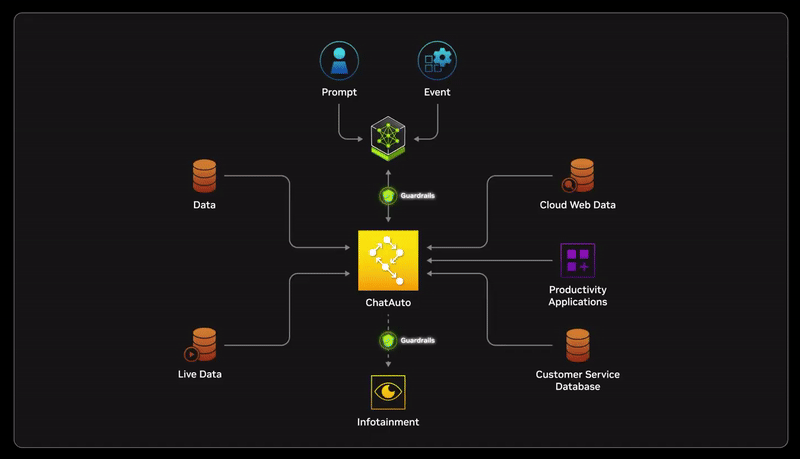 Prompt
Event
Guardrails
Data
Cloud Web Data
ChatAuto
Productivity
Applications
Guardrails
Live Data
Customer Service
Database
Infotainment